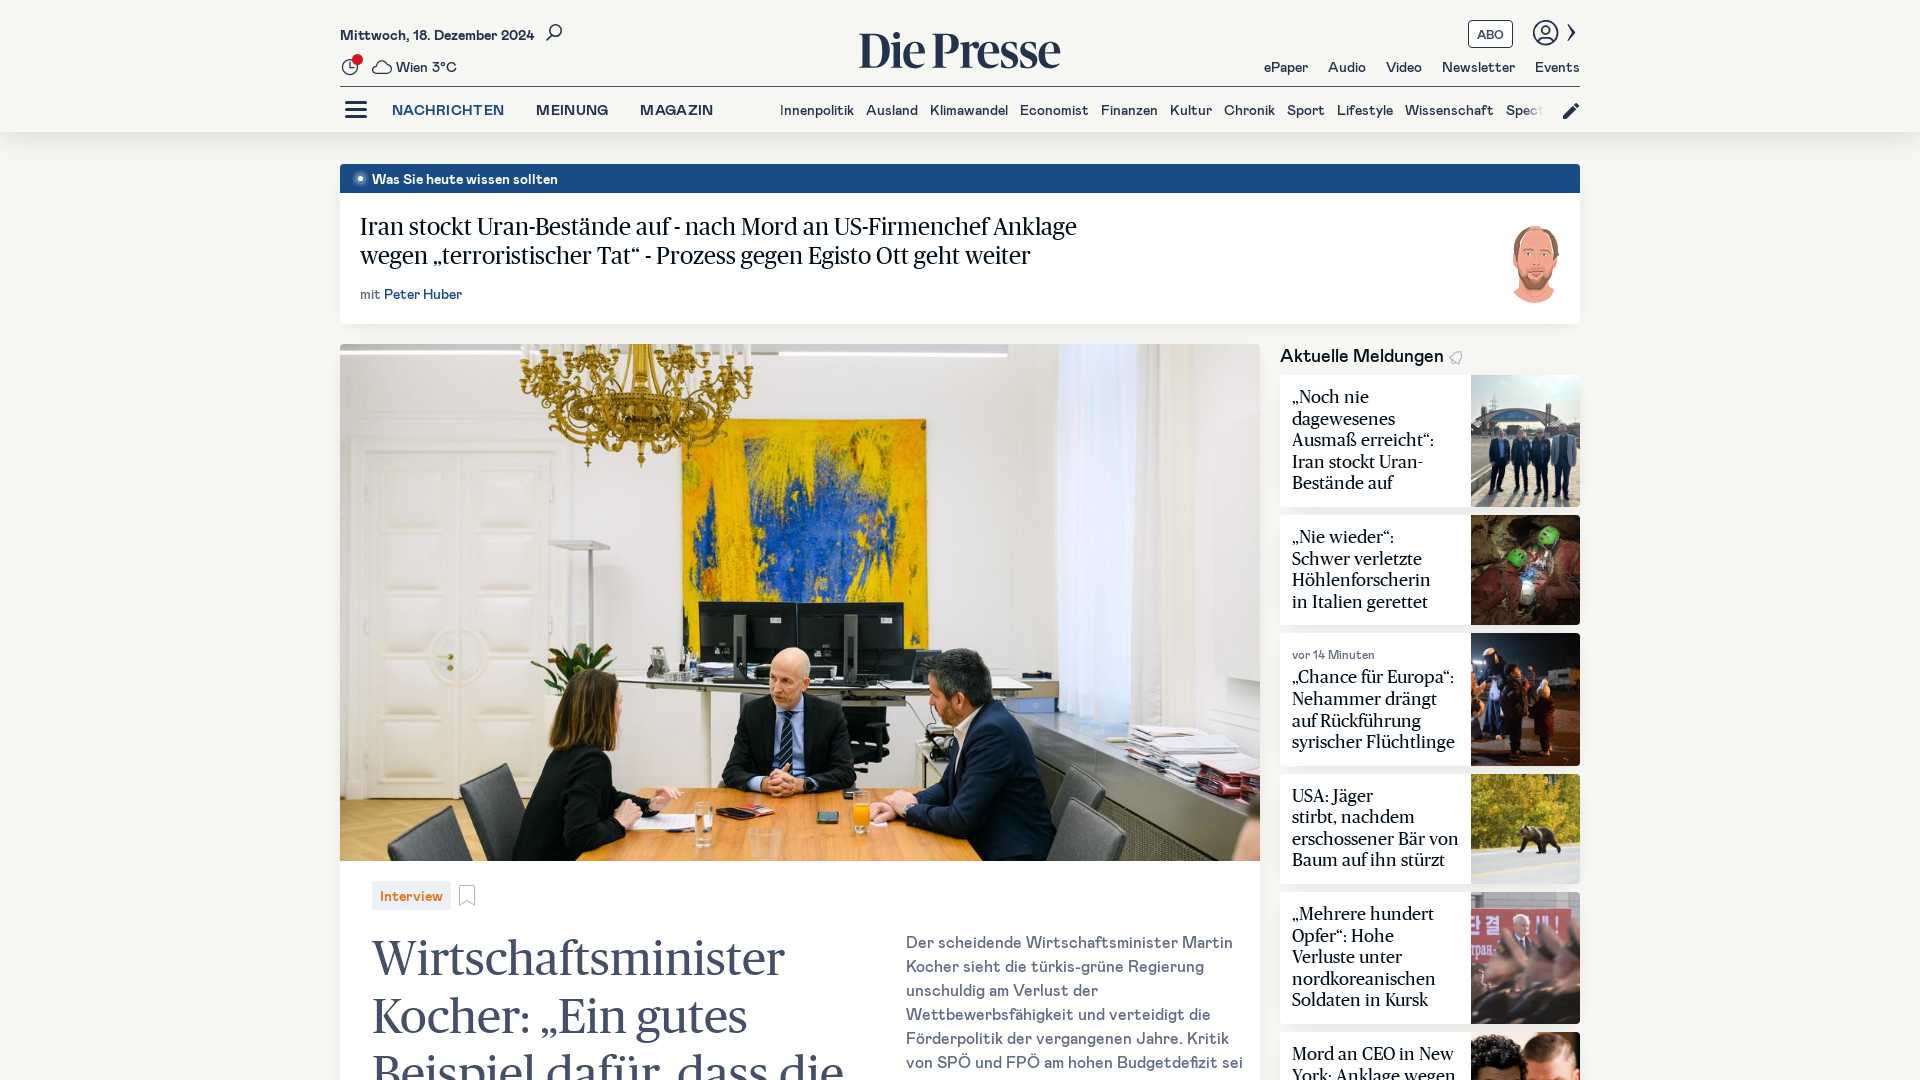 Mittwoch, 18. Dezember 2024
Wien 3°C
Die Presse
ABO
ePaper Audio Video Newsletter Events
NACHRICHTEN MEINUNG MAGAZIN
Innenpolitik Ausland Klimawandel Economist Finanzen Kultur Chronik Sport Lifestyle Wissenschaft Spect
Was Sie heute wissen sollten
Iran stockt Uran-Bestände auf - nach Mord an US-Firmenchef Anklage
wegen „terroristischer Tat“ - Prozess gegen Egisto Ott geht weiter
mit Peter Huber
Interview
Wirtschaftsminister
Kocher: „Ein gutes
Beispiel dafür, dass die
Der scheidende Wirtschaftsminister Martin
Kocher sieht die türkis-grüne Regierung
unschuldig am Verlust der
Wettbewerbsfähigkeit und verteidigt die
Förderpolitik der vergangenen Jahre. Kritik
von SPÖ und FPÖ am hohen Budgetdefizit sei
Aktuelle Meldungen
„Noch nie
dagewesenes
Ausmaß erreicht“:
Iran stockt Uran-
Bestände auf
„Nie wieder“:
Schwer verletzte
Höhlenforscherin
in Italien gerettet
vor 14 Minuten
„Chance für Europa“:
Nehammer drängt
auf Rückführung
syrischer Flüchtlinge
USA: Jäger
stirbt, nachdem
erschossener Bär von
Baum auf ihn stürzt
„Mehrere hundert
Opfer“: Hohe
Verluste unter
nordkoreanischen
Soldaten in Kursk
Mord an CEO in New
York: Anklage wegen